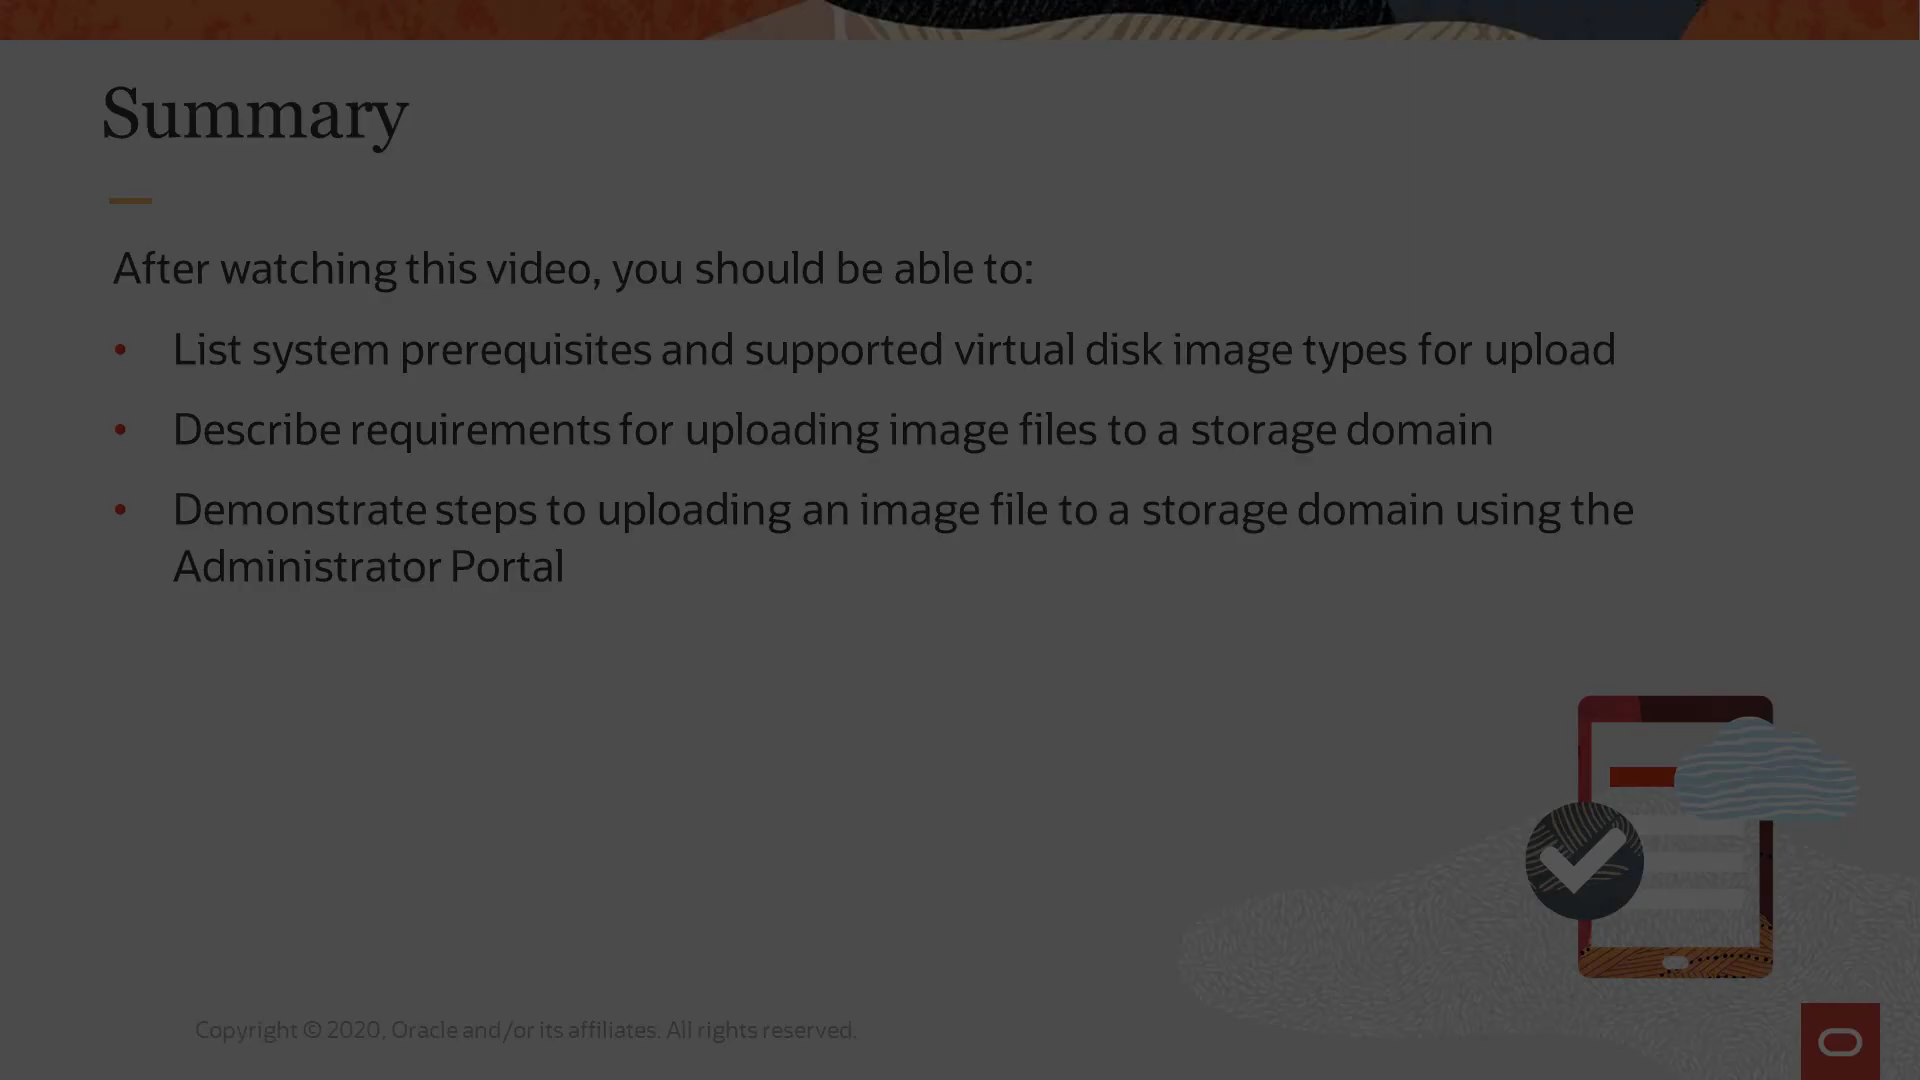 Summary
After watching this video, you should be able to:
• List system prerequisites and supported virtual disk image types for upload
• Describe requirements for uploading image files to a storage domain
• Demonstrate steps to uploading an image file to a storage domain using the
Administrator Portal
Copyright © 2020, Oracle and/or its affiliates. All rights reserved.